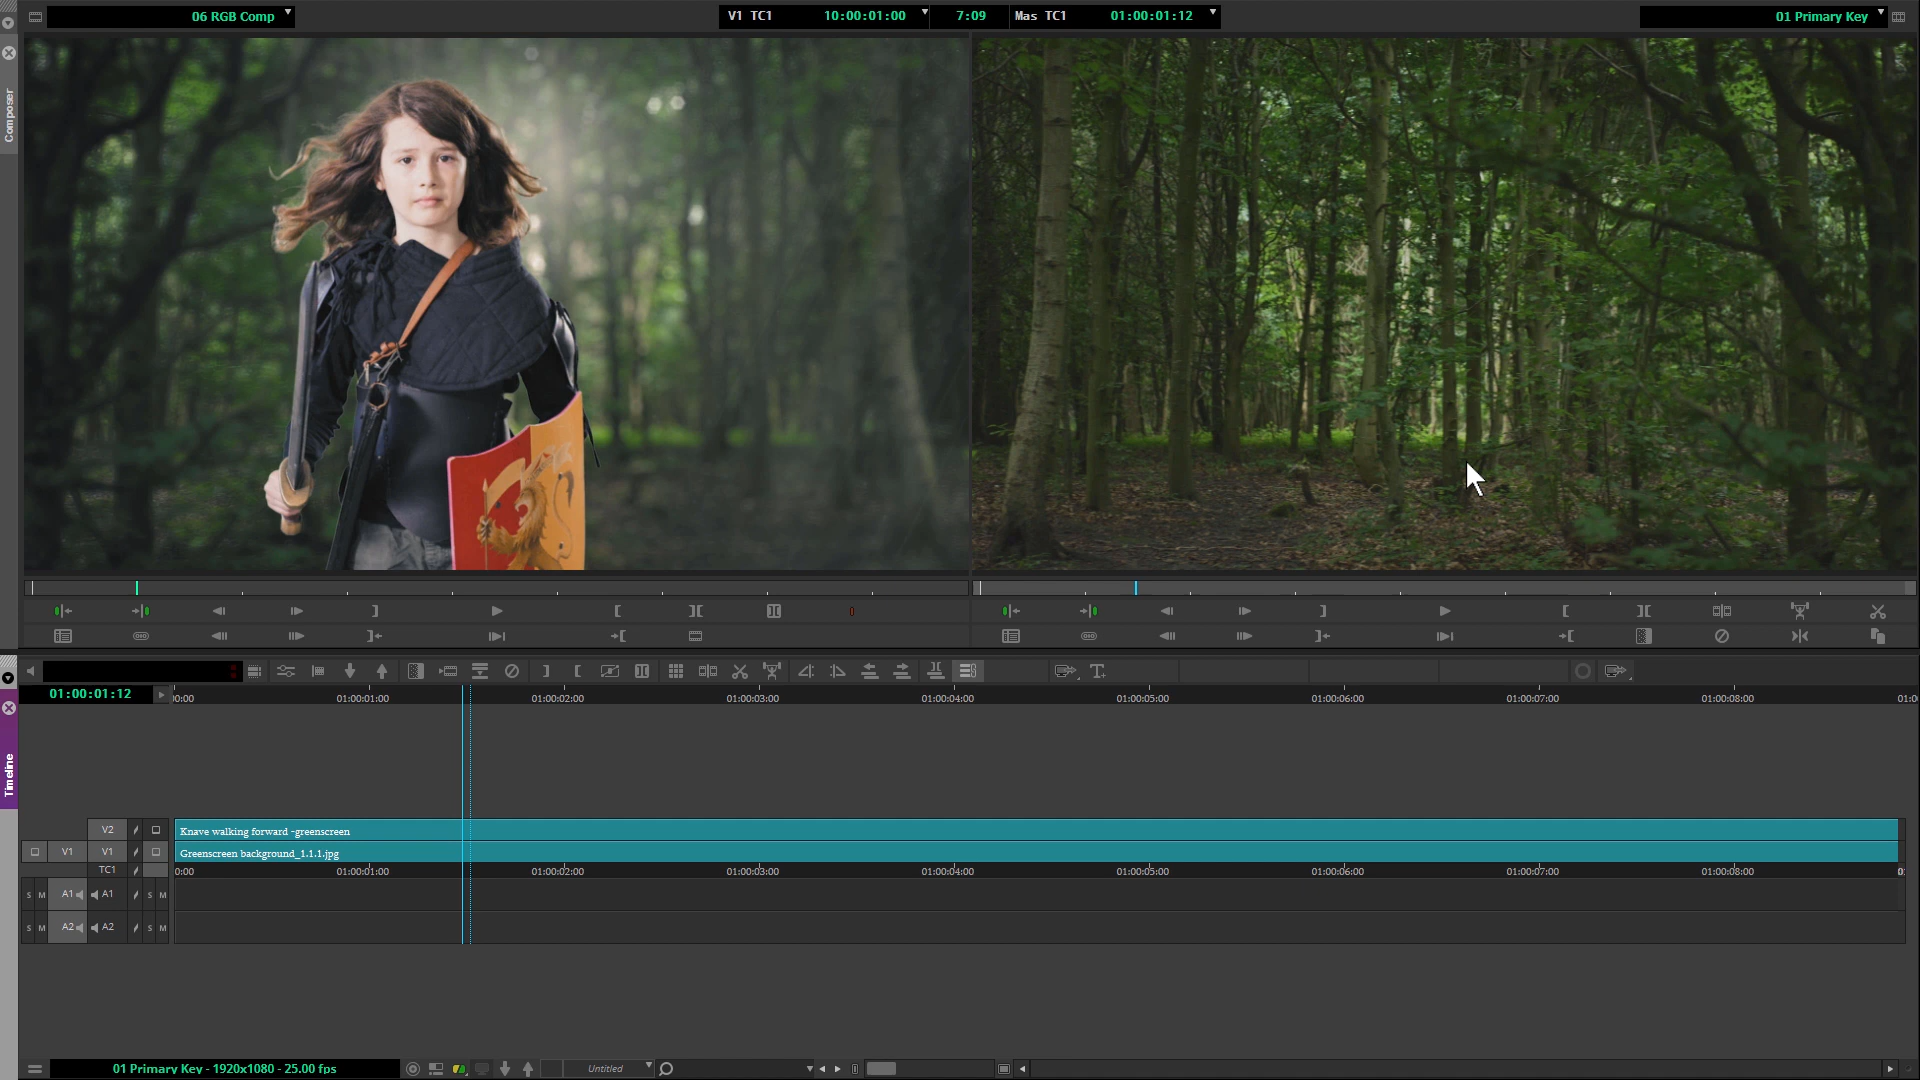 06 RGB Comp
V1 TC1 10:00:01:00 7:09 Mas TC1 01:00:01:12
01 Primary Key
Composer
01:00:01:12
0:00 01:00:01:00 01:00:02:00 01:00:03:00 01:00:04:00 01:00:05:00 01:00:06:00 01:00:07:00 01:00:08:00 01:0
Timeline
V2 Knave walking forward -greenscreen
V1 V1 Greenscreen background_1.1.1.jpg
TC1 0:00 01:00:01:00 01:00:02:00 01:00:03:00 01:00:04:00 01:00:05:00 01:00:06:00 01:00:07:00 01:00:08:00 0
S M A1 A1 S M
S M A2 A2 S M
01 Primary Key - 1920x1080 - 25.00 fps
Untitled